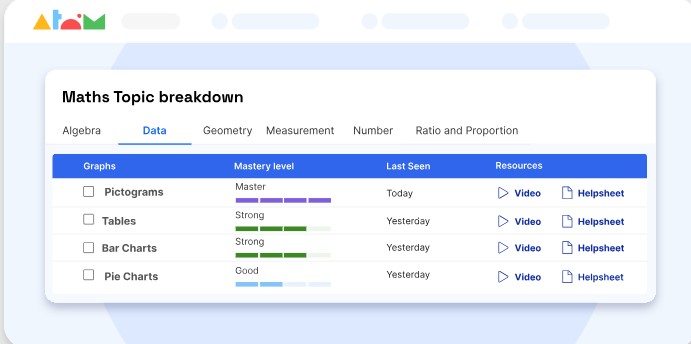 Atom
Maths Topic breakdown
Algebra Data Geometry Measurement Number Ratio and Proportion
Graphs Mastery level Last Seen Resources
Pictograms Master Today Video Helpsheet
Tables Strong Yesterday Video Helpsheet
Bar Charts Strong Yesterday Video Helpsheet
Pie Charts Good Yesterday Video Helpsheet